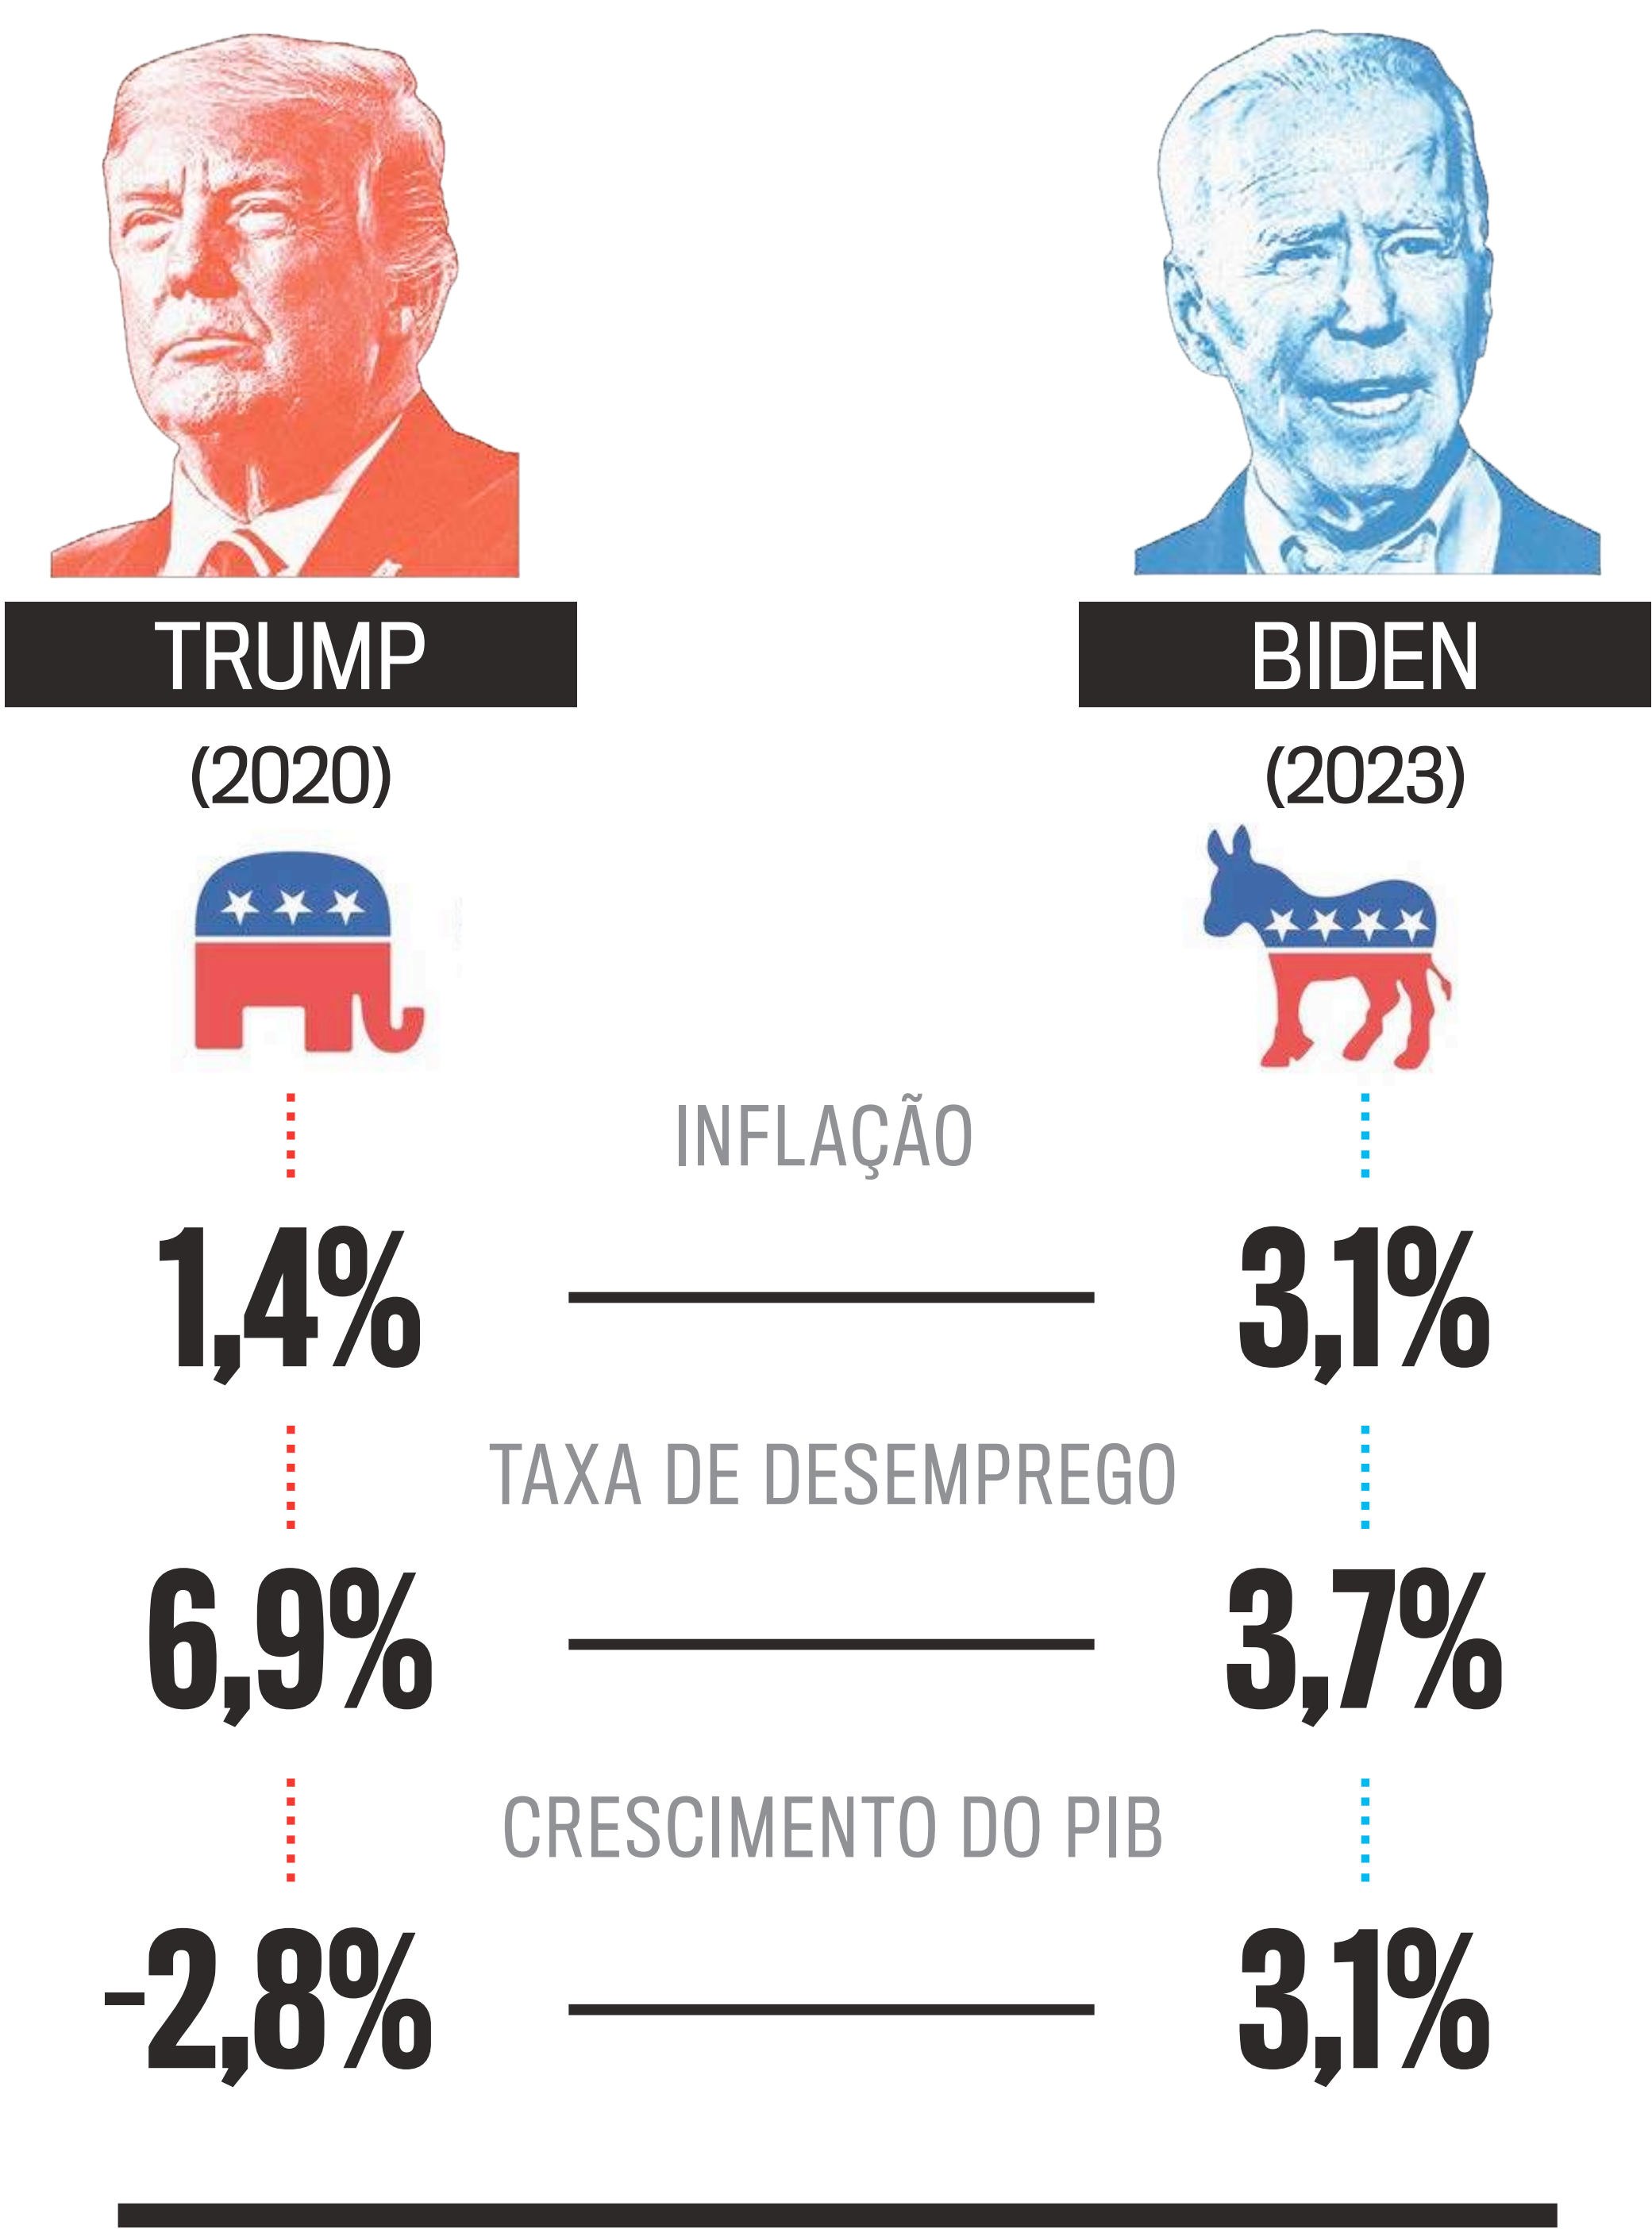 TRUMP
BIDEN
(2020)
(2023)
INFLAÇÃO
1,4%
3,1%
TAXA DE DESEMPREGO
6,9%
3,7%
CRESCIMENTO DO PIB
-2,8%
3,1%